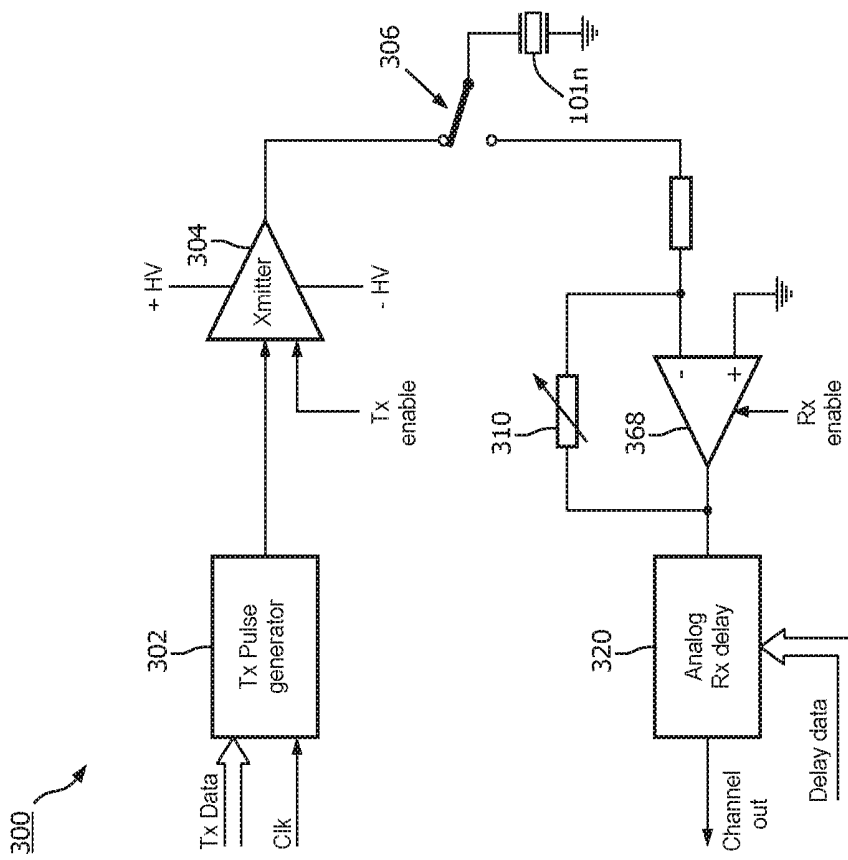 300
Tx Data
Clk
302
Tx Pulse
generator
Tx
enable
+ HV
304
Xmitter
- HV
306
101n
310
-
+
368
Rx
enable
320
Analog
Rx delay
Channel
out
Delay data